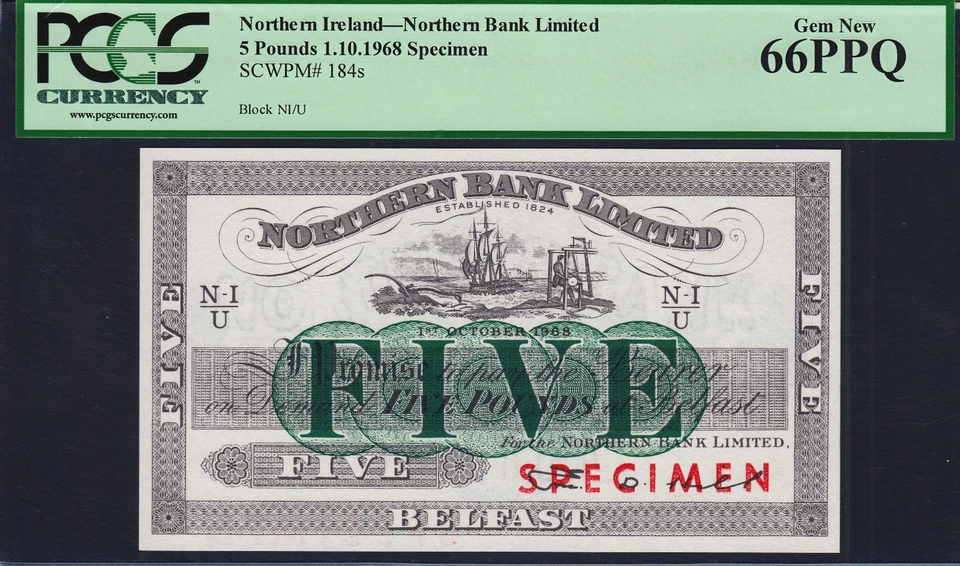 PCGS
CURRENCY
www.pcgscurrency.com
Northern Ireland—Northern Bank Limited
5 Pounds 1.10.1968 Specimen
SCWPM# 184s
Block NI/U
Gem New
66PPQ
NORTHERN BANK LIMITED
ESTABLISHED 1824
N-I
U
N-I
U
FIVE
FIVE
1ST OCTOBER 1968
FIVE
I Promise to pay the Bearer
on Demand FIVE POUNDS at Belfast.
For the NORTHERN BANK LIMITED,
FIVE
SPECIMEN
BELFAST